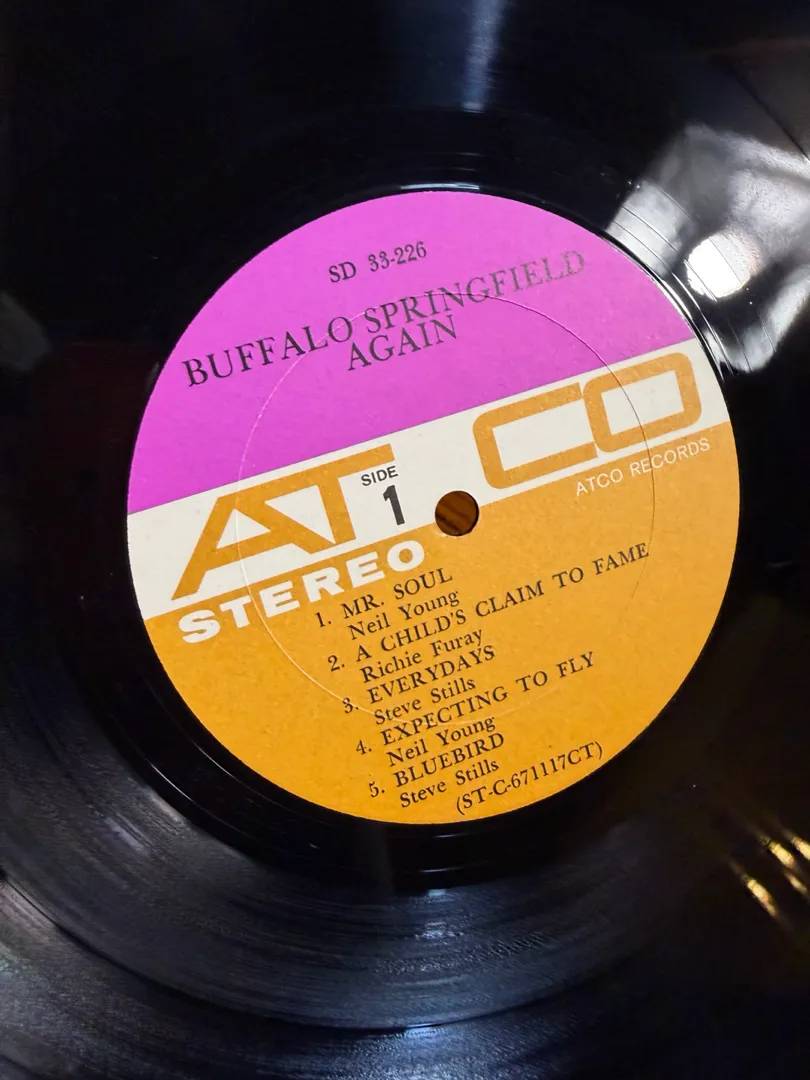 SD 33-226
BUFFALO SPRINGFIELD
AGAIN
ATCO
SIDE
1
ATCO RECORDS
STEREO
1. MR. SOUL
Neil Young
2. A CHILD'S CLAIM TO FAME
Richie Furay
3. EVERYDAYS
Steve Stills
4. EXPECTING TO FLY
Neil Young
5. BLUEBIRD
Steve Stills
(ST-C-671117CT)